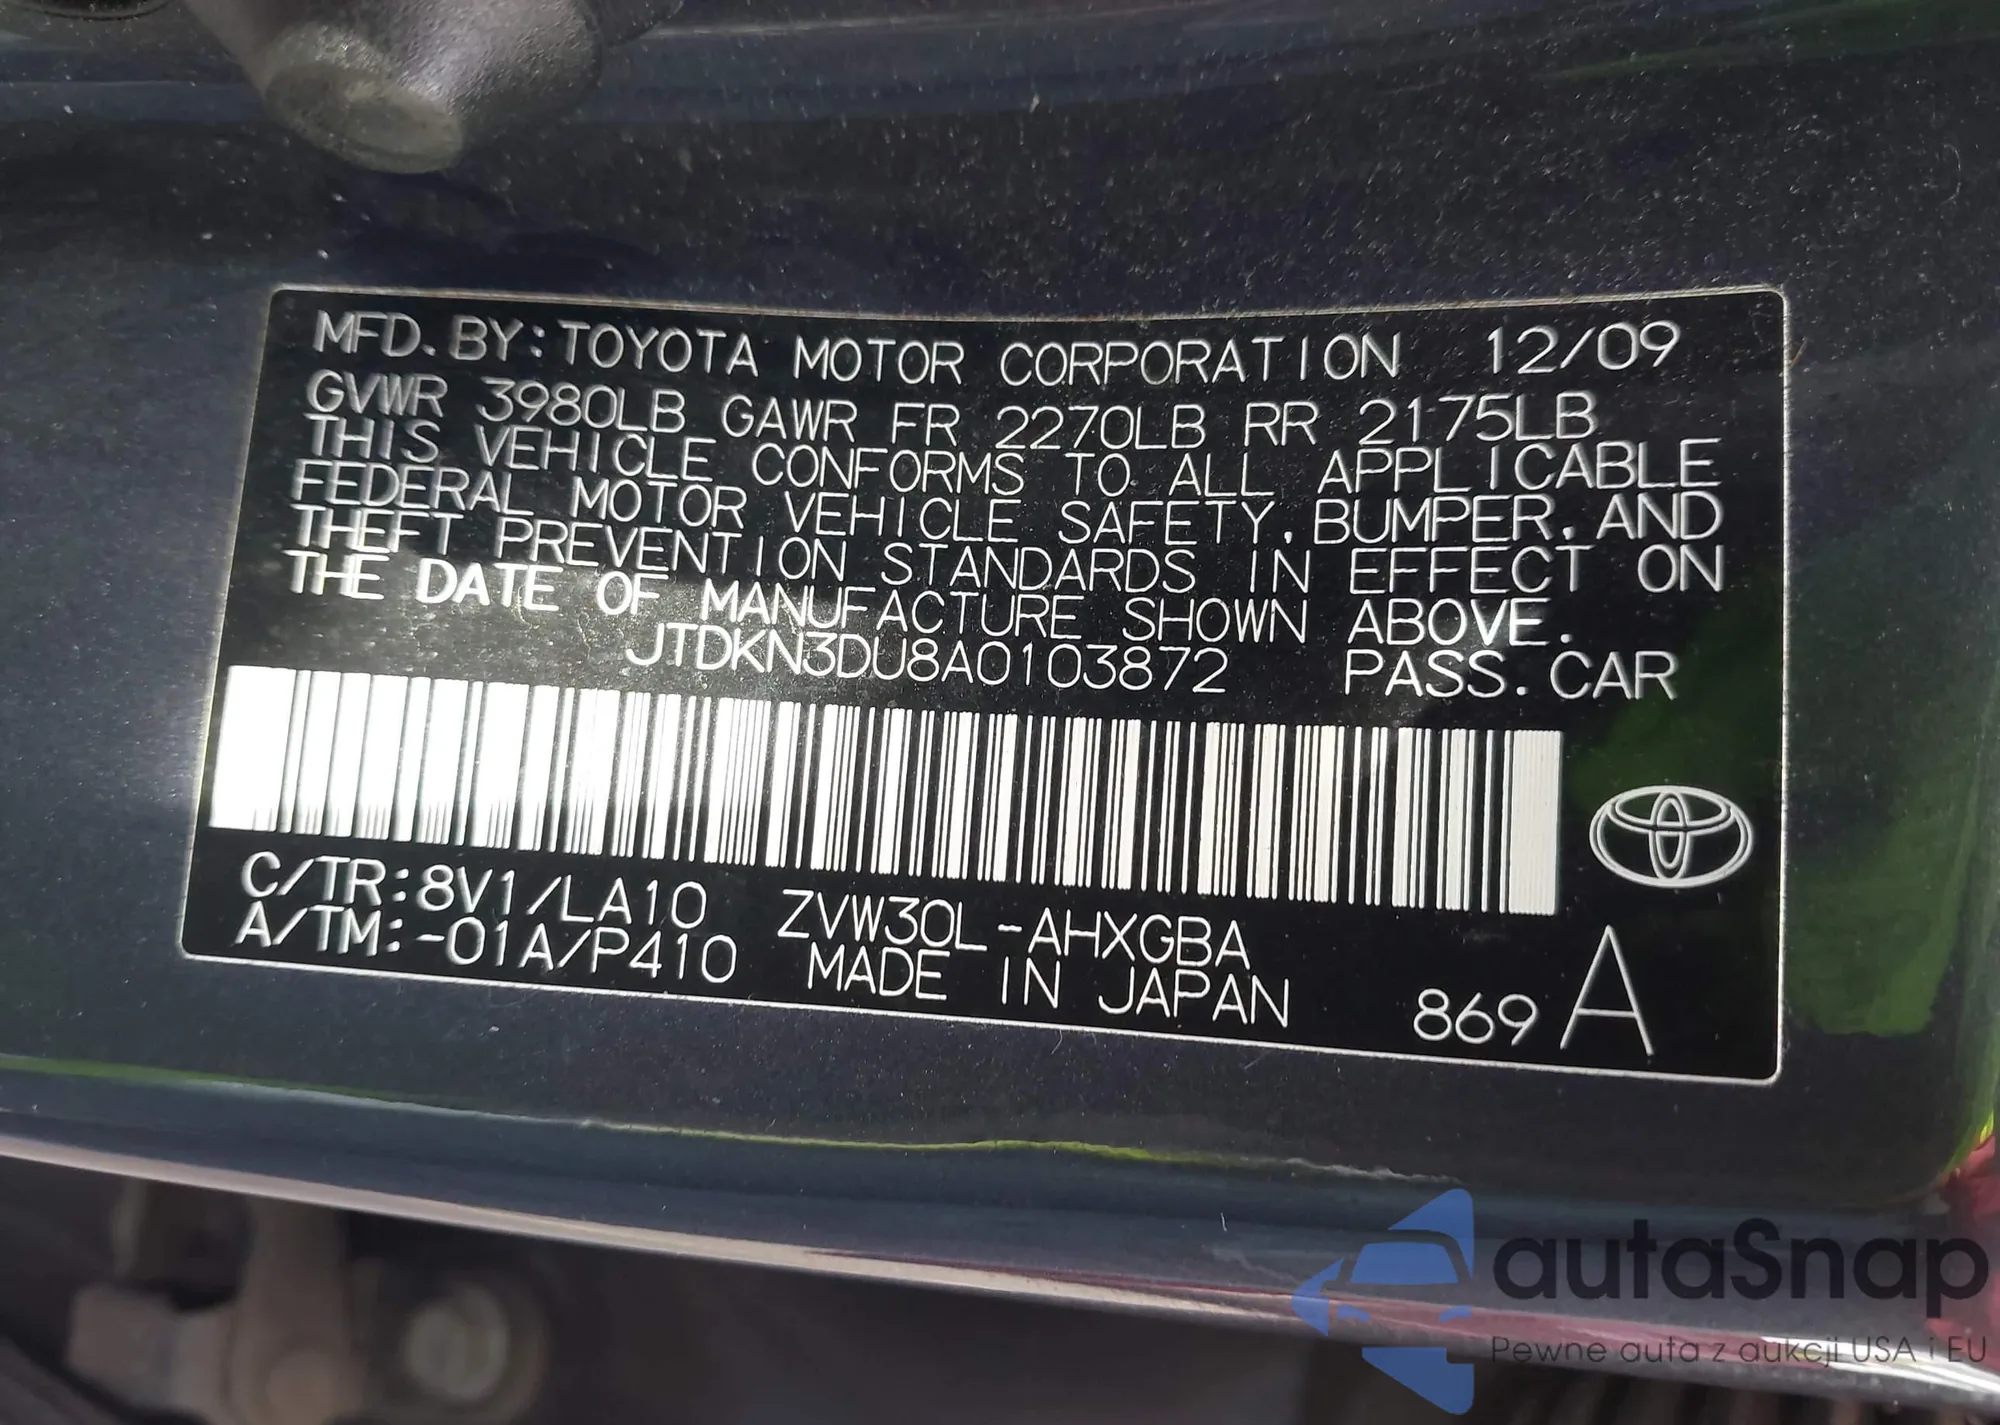 MFD. BY: TOYOTA MOTOR CORPORATION 12/09
GVWR 3980LB GAWR FR 2270LB RR 2175LB
THIS VEHICLE CONFORMS TO ALL APPLICABLE
FEDERAL MOTOR VEHICLE SAFETY, BUMPER, AND
THEFT PREVENTION STANDARDS IN EFFECT ON
THE DATE OF MANUFACTURE SHOWN ABOVE.
JTDKN3DU8A0103872 PASS. CAR
C/TR: 8V1/LA10 ZVW30L-AHXGBA
A/TM: -01A/P410 MADE IN JAPAN
869 A
autaSnap
Pewne auta z aukcji USA i EU